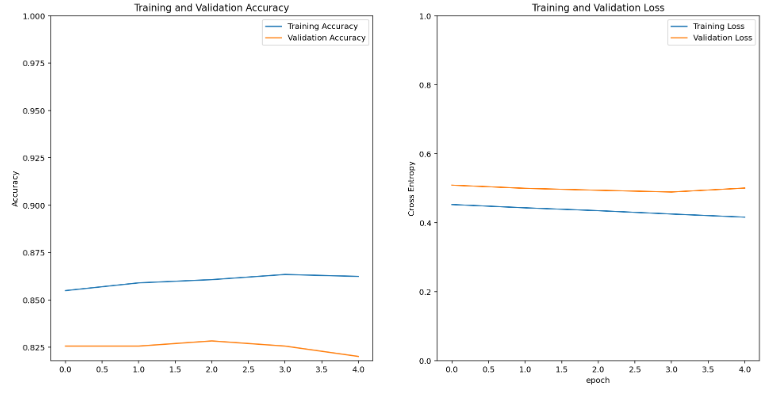 Training and Validation Accuracy
Training Accuracy
Validation Accuracy
1.000
0.975
0.950
0.925
0.900
0.875
0.850
0.825
Accuracy
0.0 0.5 1.0 1.5 2.0 2.5 3.0 3.5 4.0
Training and Validation Loss
Training Loss
Validation Loss
1.0
0.8
0.6
0.4
0.2
0.0
Cross Entropy
0.0 0.5 1.0 1.5 2.0 2.5 3.0 3.5 4.0
epoch